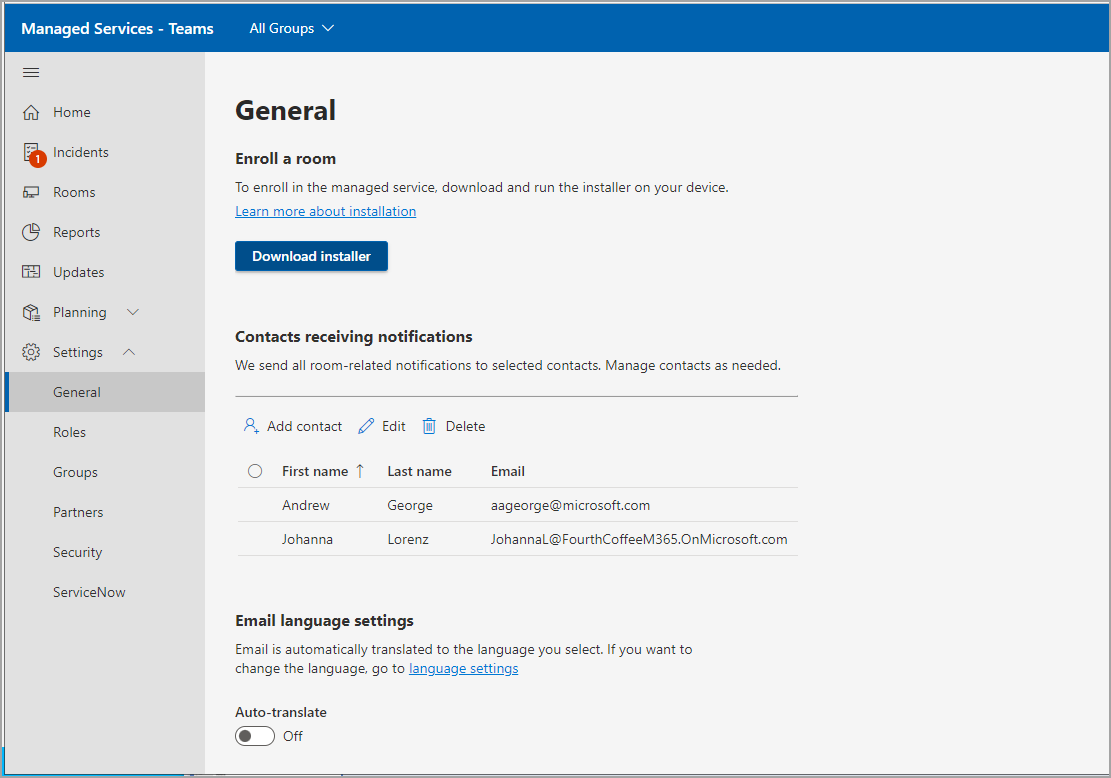 Managed Services - Teams All Groups
Home
Incidents
1
Rooms
Reports
Updates
Planning
Settings
General
Roles
Groups
Partners
Security
ServiceNow
General
Enroll a room
To enroll in the managed service, download and run the installer on your device.
Learn more about installation
Download installer
Contacts receiving notifications
We send all room-related notifications to selected contacts. Manage contacts as needed.
Add contact Edit Delete
First name Last name Email
Andrew George aageorge@microsoft.com
Johanna Lorenz JohannaL@FourthCoffeeM365.OnMicrosoft.com
Email language settings
Email is automatically translated to the language you select. If you want to
change the language, go to language settings
Auto-translate
Off